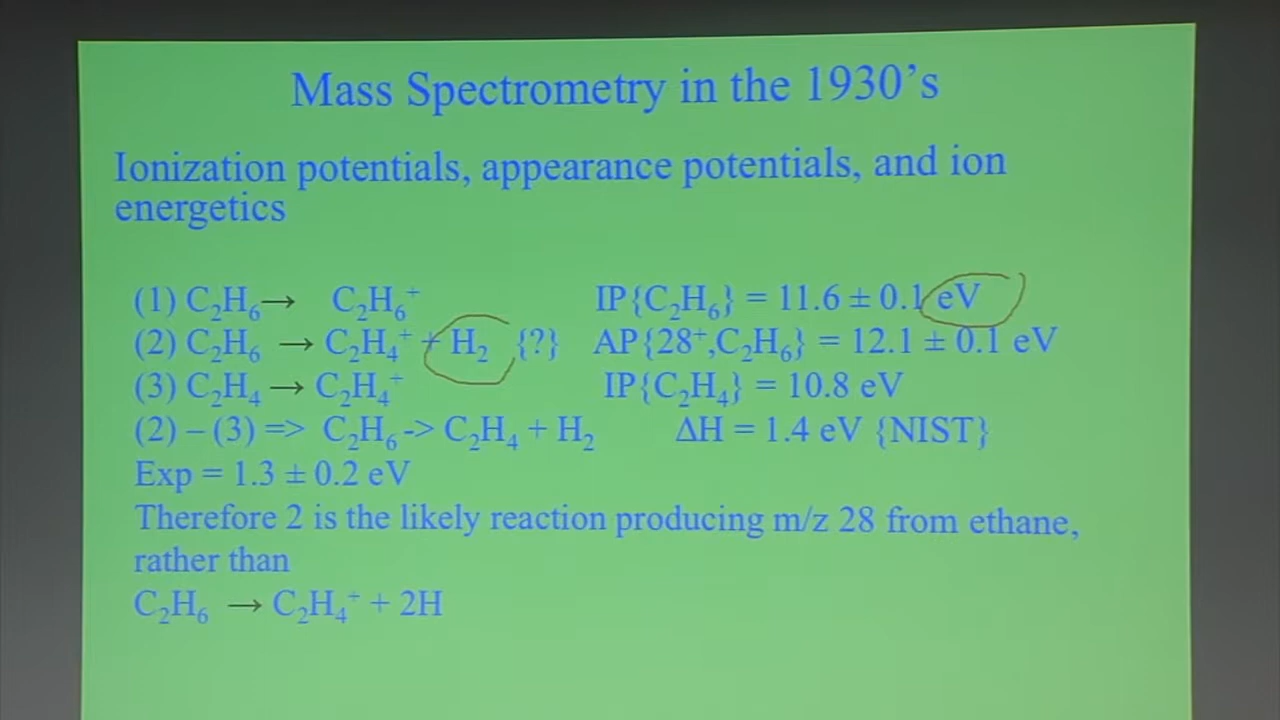 Mass Spectrometry in the 1930's
Ionization potentials, appearance potentials, and ion
energetics
(1) C₂H₆→ C₂H₆⁺ IP{C₂H₆} = 11.6 ± 0.1 eV
(2) C₂H₆ → C₂H₄⁺ + H₂ {?} AP{28⁺,C₂H₆} = 12.1 ± 0.1 eV
(3) C₂H₄ → C₂H₄⁺ IP{C₂H₄} = 10.8 eV
(2) – (3) => C₂H₆ -> C₂H₄ + H₂ ΔH = 1.4 eV {NIST}
Exp = 1.3 ± 0.2 eV
Therefore 2 is the likely reaction producing m/z 28 from ethane,
rather than
C₂H₆ → C₂H₄⁺ + 2H